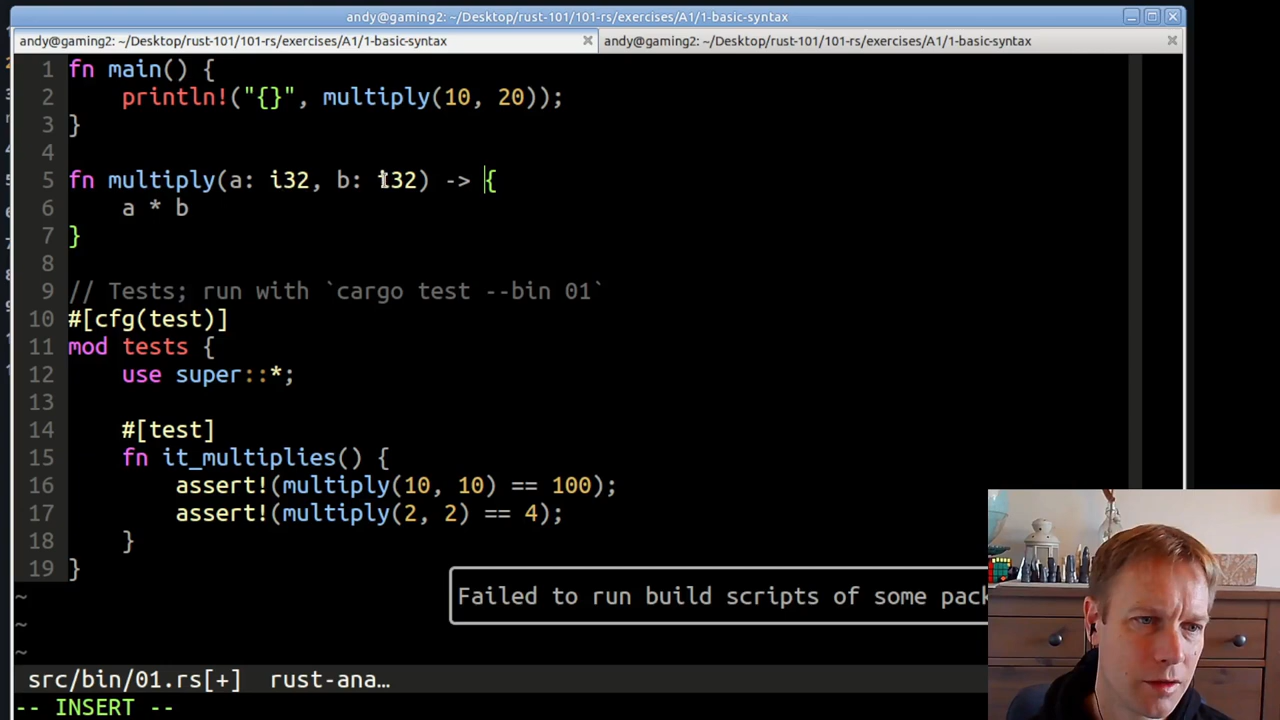 andy@gaming2: ~/Desktop/rust-101/101-rs/exercises/A1/1-basic-syntax
andy@gaming2: ~/Desktop/rust-101/101-rs/exercises/A1/1-basic-syntax
andy@gaming2: ~/Desktop/rust-101/101-rs/exercises/A1/1-basic-syntax
1 fn main() {
2     println!("{}", multiply(10, 20));
3 }
4
5 fn multiply(a: i32, b: i32) -> {
6     a * b
7 }
8
9 // Tests; run with `cargo test --bin 01`
10 #[cfg(test)]
11 mod tests {
12     use super::*;
13
14     #[test]
15     fn it_multiplies() {
16         assert!(multiply(10, 10) == 100);
17         assert!(multiply(2, 2) == 4);
18     }
19 }
~
Failed to run build scripts of some pack
~
~
src/bin/01.rs[+] rust-ana…
-- INSERT --